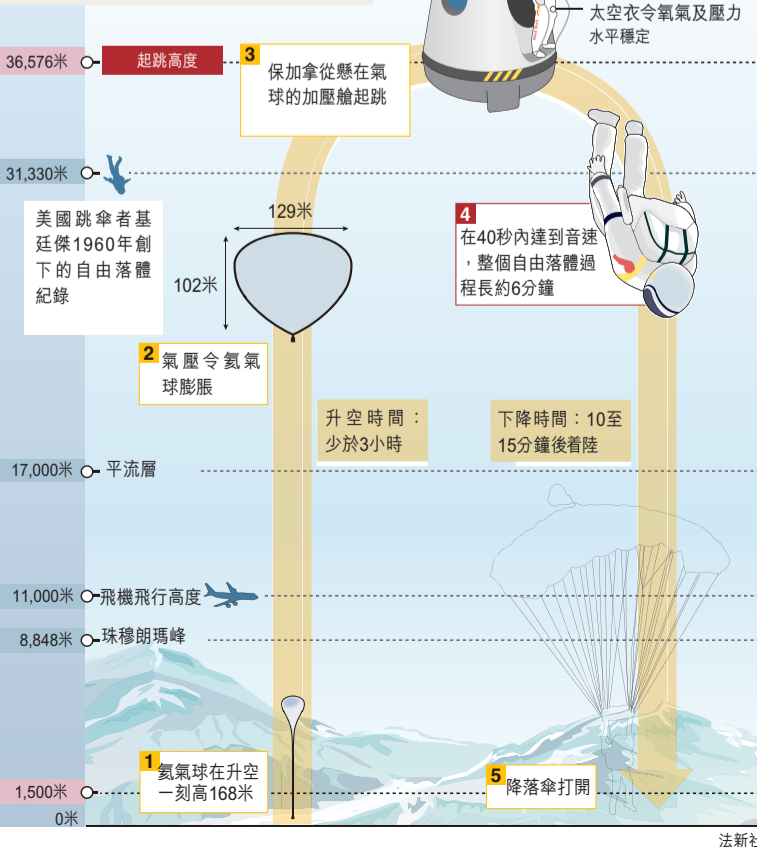 太空衣令氧氣及壓力
水平穩定
36,576米
起跳高度
3
保加拿從懸在氣
球的加壓艙起跳
31,330米
美國跳傘者基
廷傑1960年創
下的自由落體
紀錄
129米
102米
4
在40秒內達到音速
，整個自由落體過
程長約6分鐘
2
氣壓令氦氣
球膨脹
升空時間：
少於3小時
下降時間：10至
15分鐘後着陸
17,000米
平流層
11,000米
飛機飛行高度
8,848米
珠穆朗瑪峰
1
氦氣球在升空
一刻高168米
5
降落傘打開
1,500米
0米
法新社